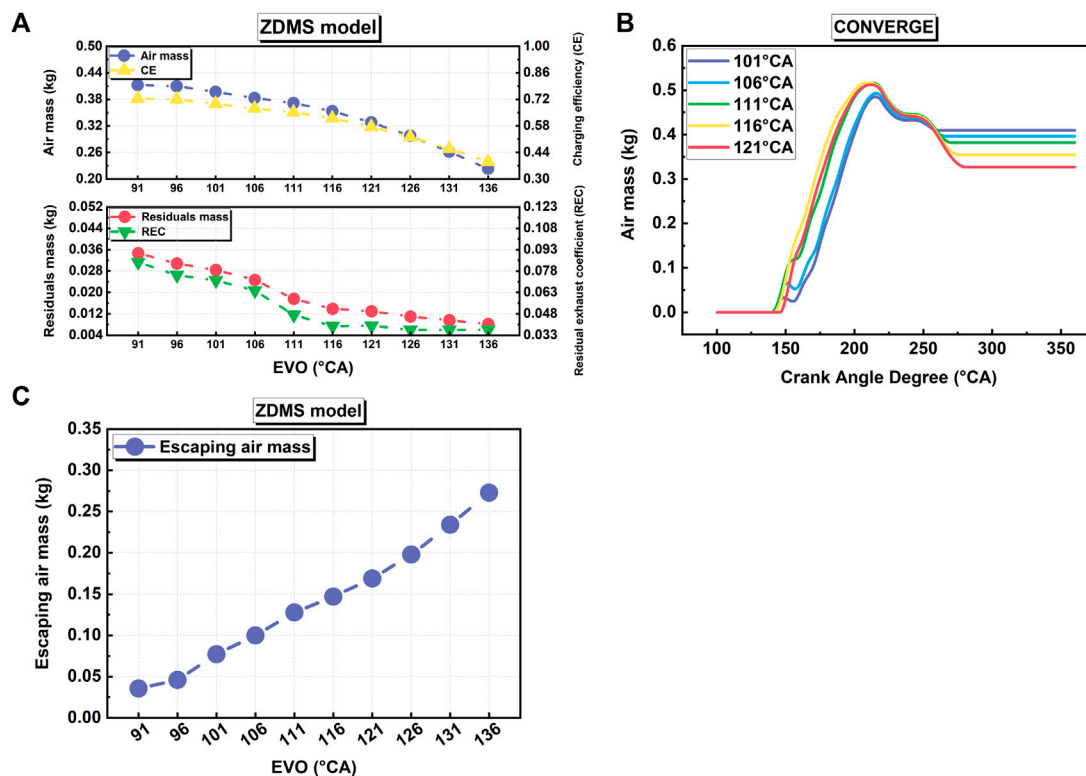 A
ZDMS model
Air mass
CE
Air mass (kg)
0.50
0.44
0.38
0.32
0.26
0.20
1.00
0.86
0.72
0.58
0.44
0.30
Charging efficiency (CE)
91 96 101 106 111 116 121 126 131 136
Residuals mass
REC
Residuals mass (kg)
0.052
0.044
0.036
0.028
0.020
0.012
0.004
0.123
0.108
0.093
0.078
0.063
0.048
0.033
Residual exhaust coefficient (REC)
91 96 101 106 111 116 121 126 131 136
EVO (°CA)
B
CONVERGE
101°CA
106°CA
111°CA
116°CA
121°CA
Air mass (kg)
0.6
0.5
0.4
0.3
0.2
0.1
0.0
100 150 200 250 300 350
Crank Angle Degree (°CA)
C
ZDMS model
Escaping air mass
Escaping air mass (kg)
0.35
0.30
0.25
0.20
0.15
0.10
0.05
0.00
91 96 101 106 111 116 121 126 131 136
EVO (°CA)